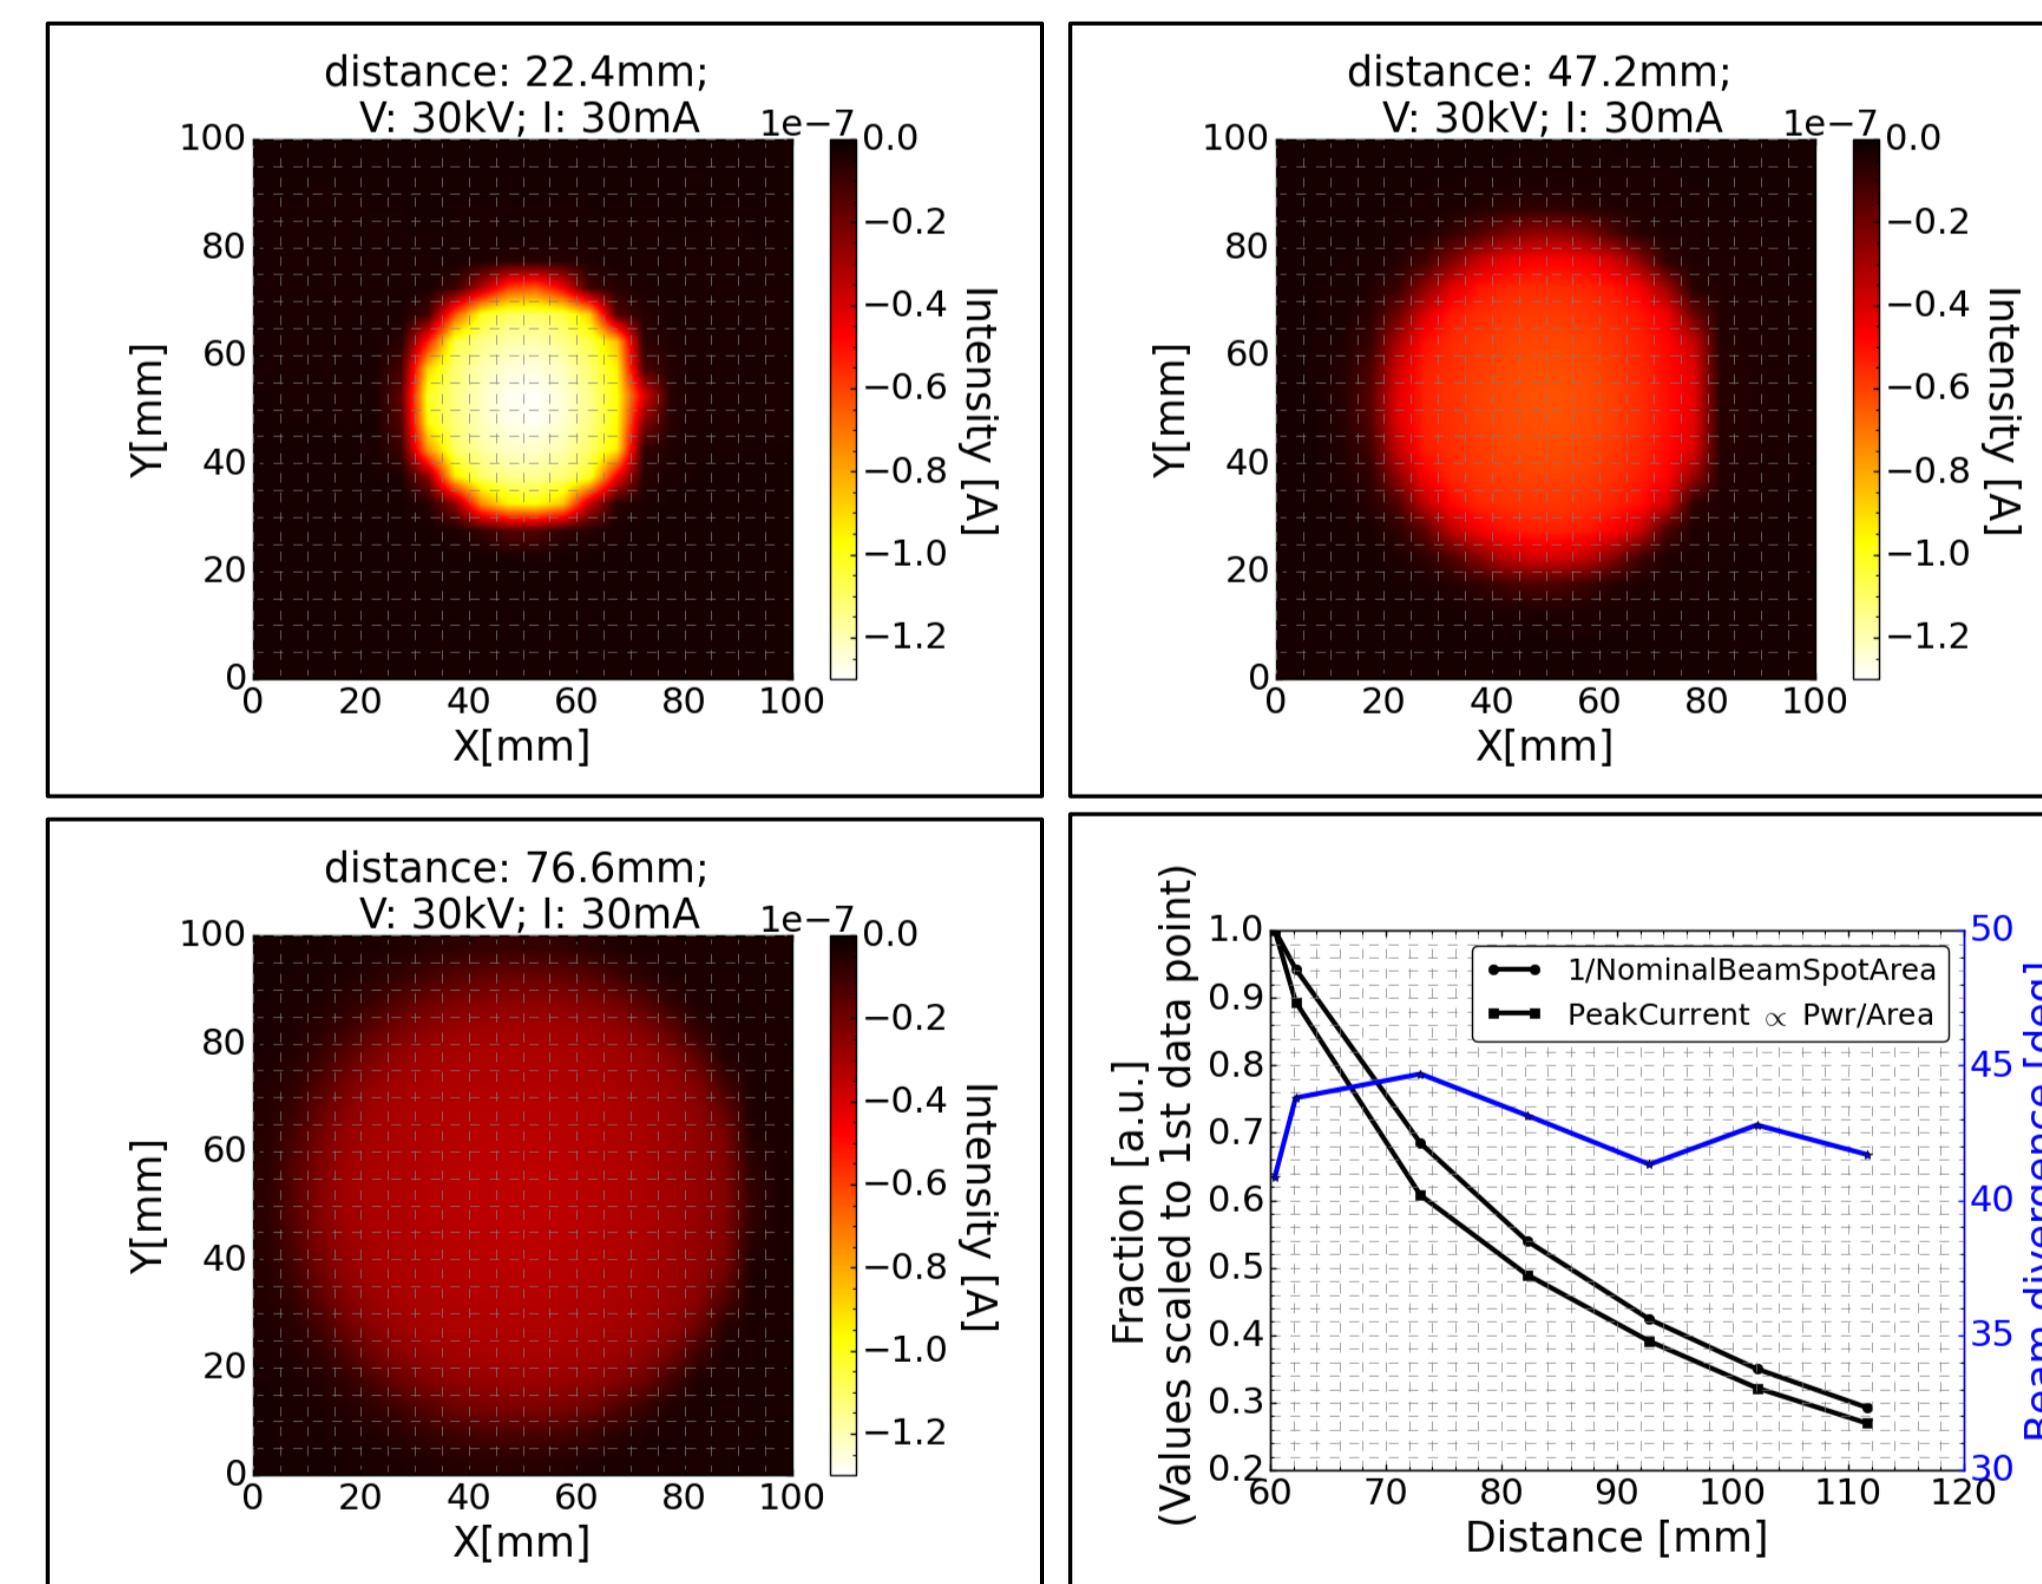 distance: 22.4mm;
V: 30kV; I: 30mA
1e−7
100
80
60
40
20
0
Y[mm]
0 20 40 60 80 100
X[mm]
0.0
−0.2
−0.4
−0.6
−0.8
−1.0
−1.2
Intensity [A]
distance: 47.2mm;
V: 30kV; I: 30mA
1e−7
100
80
60
40
20
0
Y[mm]
0 20 40 60 80 100
X[mm]
0.0
−0.2
−0.4
−0.6
−0.8
−1.0
−1.2
Intensity [A]
distance: 76.6mm;
V: 30kV; I: 30mA
1e−7
100
80
60
40
20
0
Y[mm]
0 20 40 60 80 100
X[mm]
0.0
−0.2
−0.4
−0.6
−0.8
−1.0
−1.2
Intensity [A]
Fraction [a.u.]
(Values scaled to 1st data point)
1.0
0.9
0.8
0.7
0.6
0.5
0.4
0.3
0.2
1/NominalBeamSpotArea
PeakCurrent ∝ Pwr/Area
60 70 80 90 100 110 120
Distance [mm]
50
45
40
35
30
Beam divergence [deg]